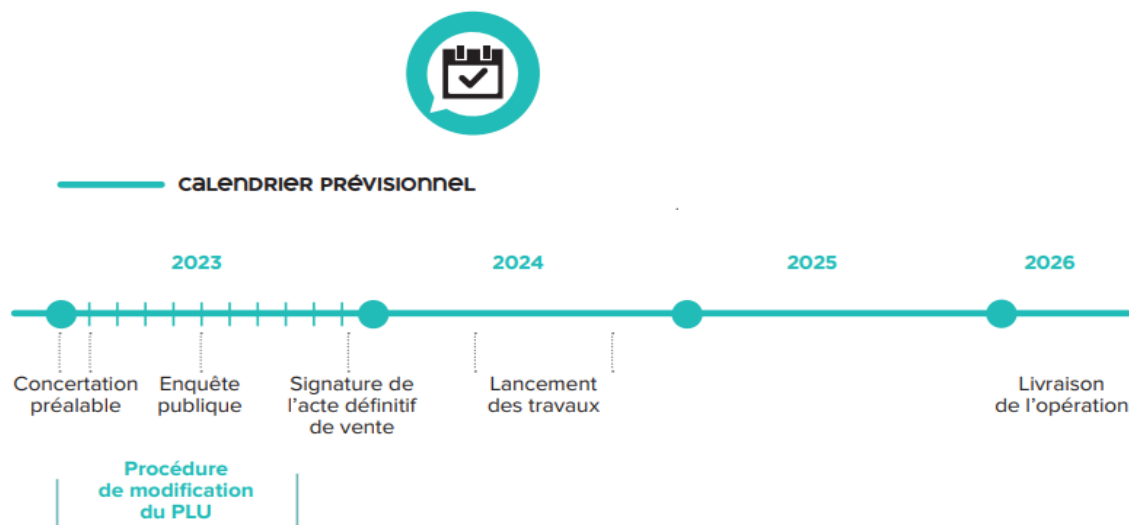 CALENDRIER PRÉVISIONNEL
2023
2024
2025
2026
Concertation
préalable
Enquête
publique
Signature de
l'acte définitif
de vente
Lancement
des travaux
Livraison
de l'opération
Procédure
de modification
du PLU